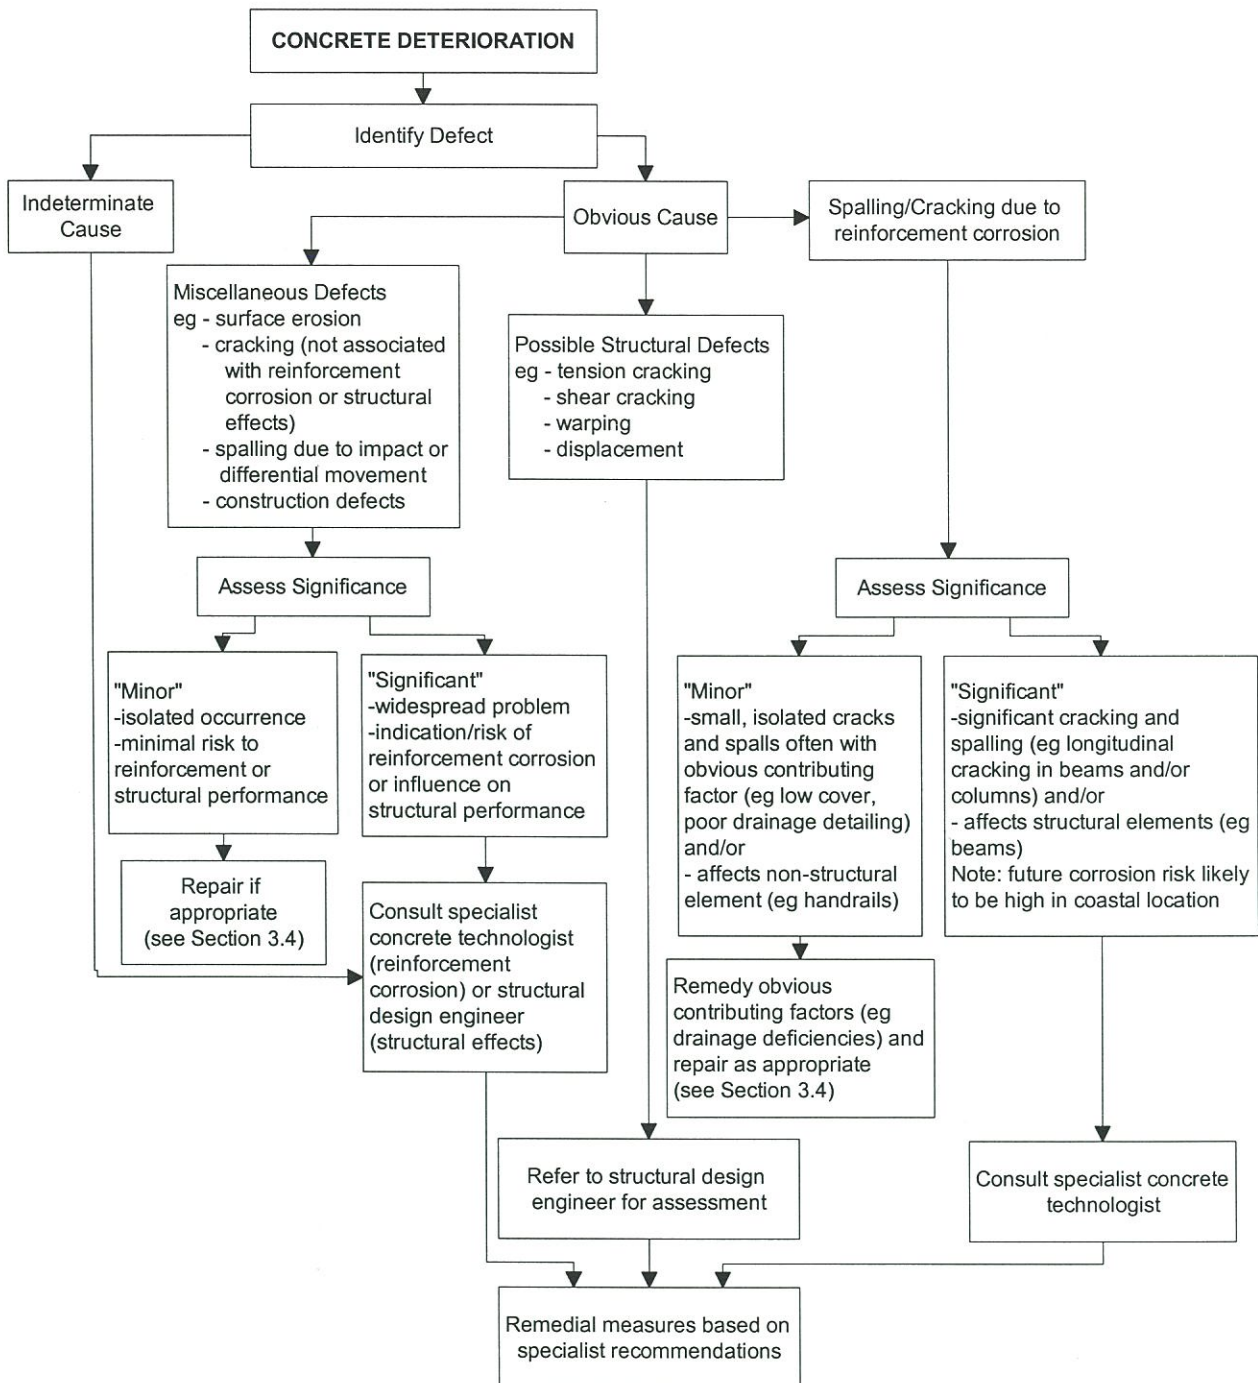 CONCRETE DETERIORATION
Identify Defect
Indeterminate
Cause
Obvious Cause
Spalling/Cracking due to
reinforcement corrosion
Miscellaneous Defects
eg - surface erosion
- cracking (not associated
with reinforcement
corrosion or structural
effects)
- spalling due to impact or
differential movement
- construction defects
Possible Structural Defects
eg - tension cracking
- shear cracking
- warping
- displacement
Assess Significance
Assess Significance
"Minor"
-isolated occurrence
-minimal risk to
reinforcement or
structural performance
"Significant"
-widespread problem
-indication/risk of
reinforcement corrosion
or influence on
structural performance
"Minor"
-small, isolated cracks
and spalls often with
obvious contributing
factor (eg low cover,
poor drainage detailing)
and/or
- affects non-structural
element (eg handrails)
"Significant"
-significant cracking and
spalling (eg longitudinal
cracking in beams and/or
columns) and/or
- affects structural elements (eg
beams)
Note: future corrosion risk likely
to be high in coastal location
Repair if
appropriate
(see Section 3.4)
Consult specialist
concrete technologist
(reinforcement
corrosion) or structural
design engineer
(structural effects)
Remedy obvious
contributing factors (eg
drainage deficiencies) and
repair as appropriate
(see Section 3.4)
Refer to structural design
engineer for assessment
Consult specialist concrete
technologist
Remedial measures based on
specialist recommendations